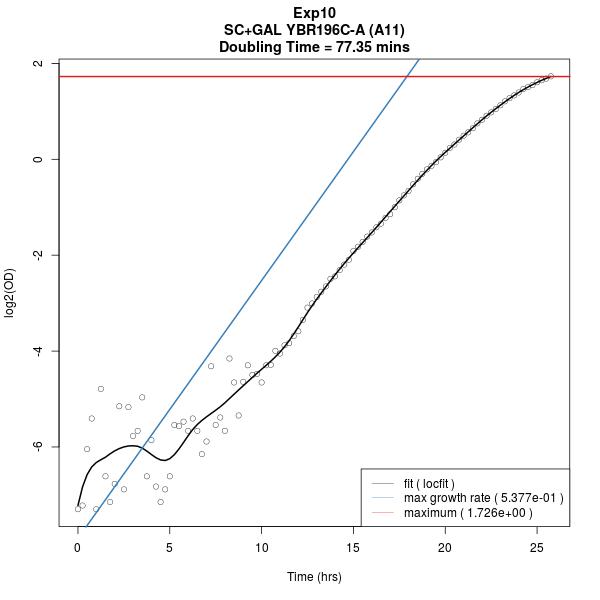 Exp10
SC+GAL YBR196C-A (A11)
Doubling Time = 77.35 mins
log2(OD)
2
0
-2
-4
-6
0 5 10 15 20 25
Time (hrs)
fit ( locfit )
max growth rate ( 5.377e-01 )
maximum ( 1.726e+00 )